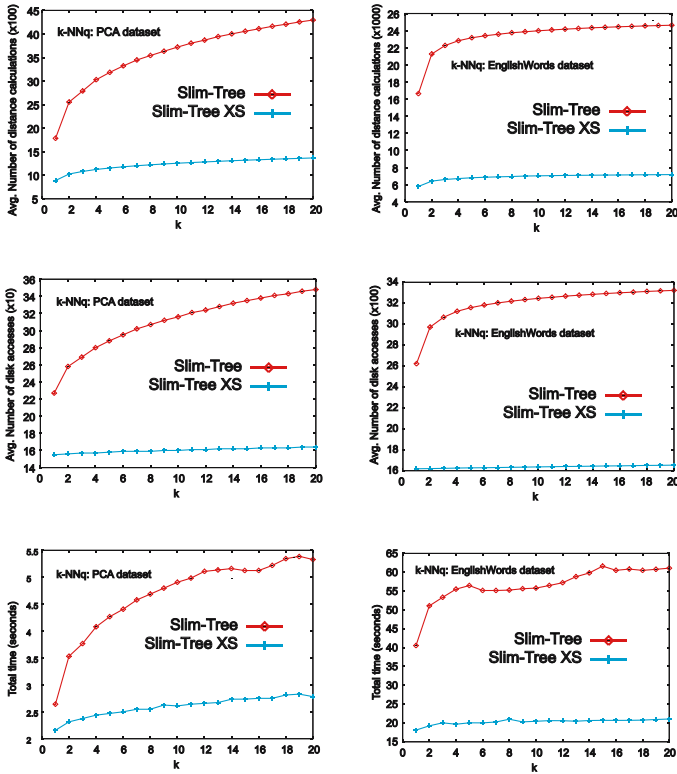 Avg. Number of distance calculations (x100)
45
40
35
30
25
20
15
10
5
k-NNq: PCA dataset
Slim-Tree
Slim-Tree XS
0 2 4 6 8 10 12 14 16 18 20
k
Avg. Number of distance calculations (x1000)
26
24
22
20
18
16
14
12
10
8
6
4
k-NNq: EnglishWords dataset
Slim-Tree
Slim-Tree XS
0 2 4 6 8 10 12 14 16 18 20
k
Avg. Number of disk accesses (x10)
36
34
32
30
28
26
24
22
20
18
16
14
k-NNq: PCA dataset
Slim-Tree
Slim-Tree XS
0 2 4 6 8 10 12 14 16 18 20
k
Avg. Number of disk accesses (x100)
34
32
30
28
26
24
22
20
18
16
k-NNq: EnglishWords dataset
Slim-Tree
Slim-Tree XS
0 2 4 6 8 10 12 14 16 18 20
k
Total time (seconds)
5.5
5
4.5
4
3.5
3
2.5
2
k-NNq: PCA dataset
Slim-Tree
Slim-Tree XS
0 2 4 6 8 10 12 14 16 18 20
k
Total time (seconds)
65
60
55
50
45
40
35
30
25
20
15
k-NNq: EnglishWords dataset
Slim-Tree
Slim-Tree XS
0 2 4 6 8 10 12 14 16 18 20
k